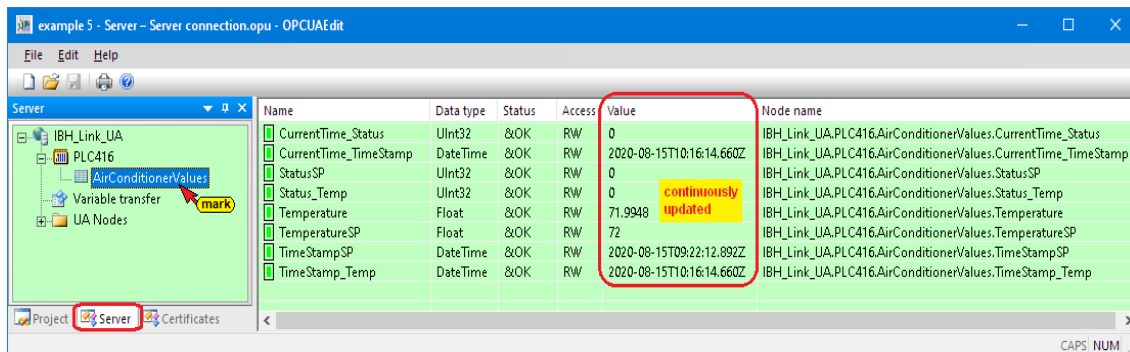 example 5 - Server – Server connection.opu - OPCUAEdit
File Edit Help
Server
IBH_Link_UA
PLC416
AirConditionerValues
Variable transfer
mark
UA Nodes
Project Server Certificates
Name Data type Status Access Value Node name
CurrentTime_Status UInt32 &OK RW 0 IBH_Link_UA.PLC416.AirConditionerValues.CurrentTime_Status
CurrentTime_TimeStamp DateTime &OK RW 2020-08-15T10:16:14.660Z IBH_Link_UA.PLC416.AirConditionerValues.CurrentTime_TimeStamp
StatusSP UInt32 &OK RW 0 IBH_Link_UA.PLC416.AirConditionerValues.StatusSP
Status_Temp UInt32 &OK RW 0 IBH_Link_UA.PLC416.AirConditionerValues.Status_Temp
Temperature Float &OK RW 71.9948 IBH_Link_UA.PLC416.AirConditionerValues.Temperature
continuously
updated
TemperatureSP Float &OK RW 72 IBH_Link_UA.PLC416.AirConditionerValues.TemperatureSP
TimeStampSP DateTime &OK RW 2020-08-15T09:22:12.892Z IBH_Link_UA.PLC416.AirConditionerValues.TimeStampSP
TimeStamp_Temp DateTime &OK RW 2020-08-15T10:16:14.660Z IBH_Link_UA.PLC416.AirConditionerValues.TimeStamp_Temp
CAPS NUM